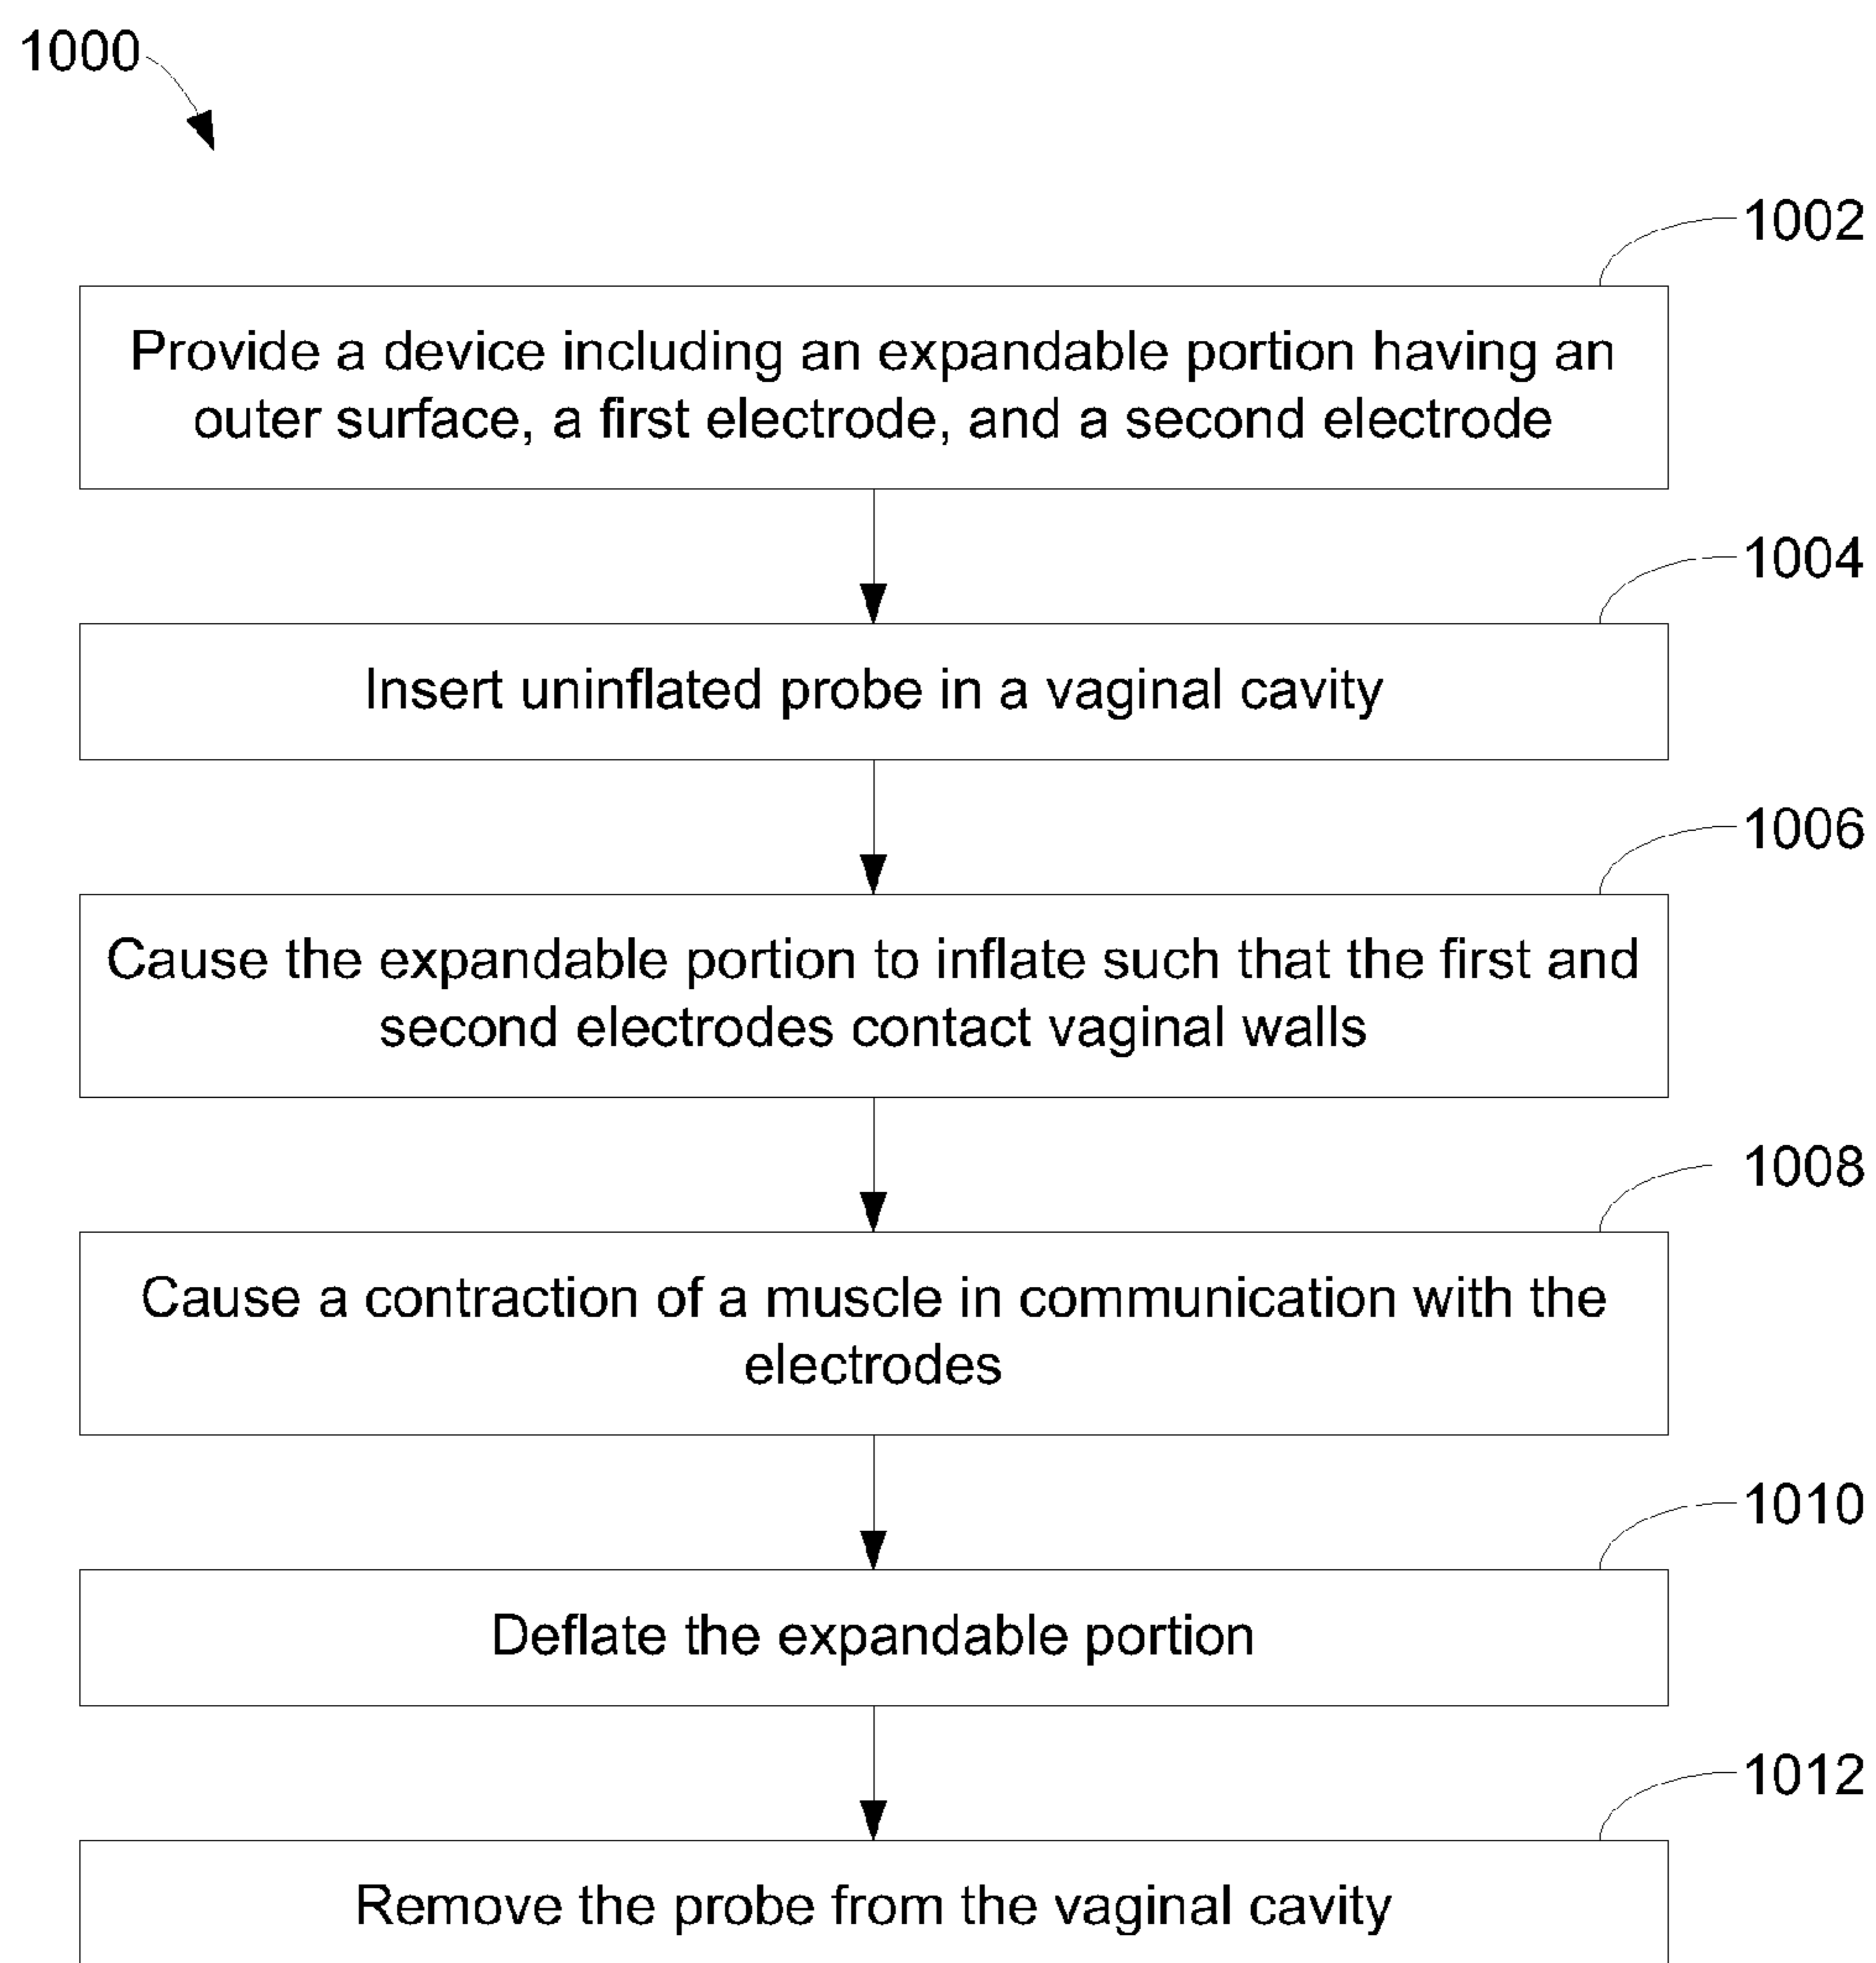 1000
1002
Provide a device including an expandable portion having an
outer surface, a first electrode, and a second electrode
1004
Insert uninflated probe in a vaginal cavity
1006
Cause the expandable portion to inflate such that the first and
second electrodes contact vaginal walls
1008
Cause a contraction of a muscle in communication with the
electrodes
1010
Deflate the expandable portion
1012
Remove the probe from the vaginal cavity